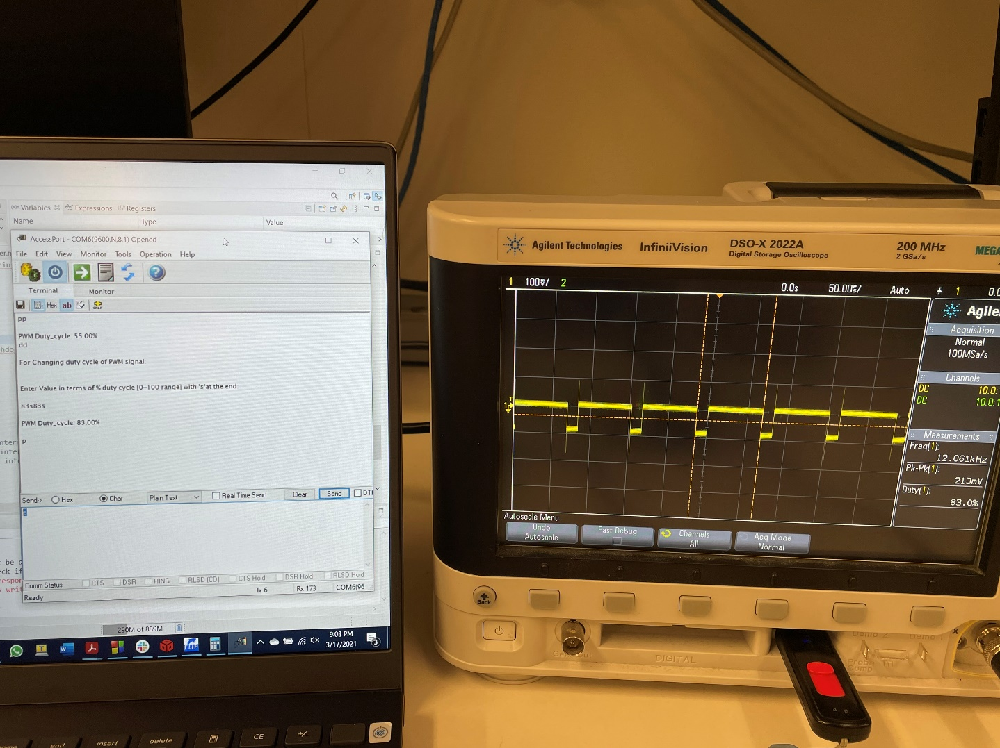 Variables
Expressions
Registers
Name Type Value
AccessPort - COM6(9600,N,8,1) Opened
File Edit View Monitor Tools Operation Help
Terminal Monitor
Hex ab
pp
PWM Duty_cycle: 55.00%
dd
For Changing duty cycle of PWM signal:
Enter Value in terms of % duty cycle [0-100 range] with 's'at the end:
83s83s
PWM Duty_cycle: 83.00%
p
Send-> Hex Char Plain Text Real Time Send Clear Send
Comm Status CTS DSR RING RLSD (CD) CTS Hold DSR Hold RLSD Hold
Ready Tx 6 Rx 173 COM6(96
290M of 889M
9:03 PM
3/17/2021
3
end insert delete CE +/-
Agilent Technologies InfiniiVision DSO-X 2022A
Digital Storage Oscilloscope
200 MHz
2 GSa/s
MEGA
1 100V/ 2 0.0s 50.00us/ Auto 1 0.0
Agile
Acquisition
Normal
100MSa/s
Channels
DC 10.0:
DC 10.0:1
Measurements
Freq(1):
12.061kHz
Pk-Pk(1):
213mV
Duty(1):
83.0%
Autoscale Menu
Undo
Autoscale
Fast Debug
Channels
All
Acq Mode
Normal
Back
Gen Out
DIGITAL
Demo 2
Demo 1
Probe
Comp